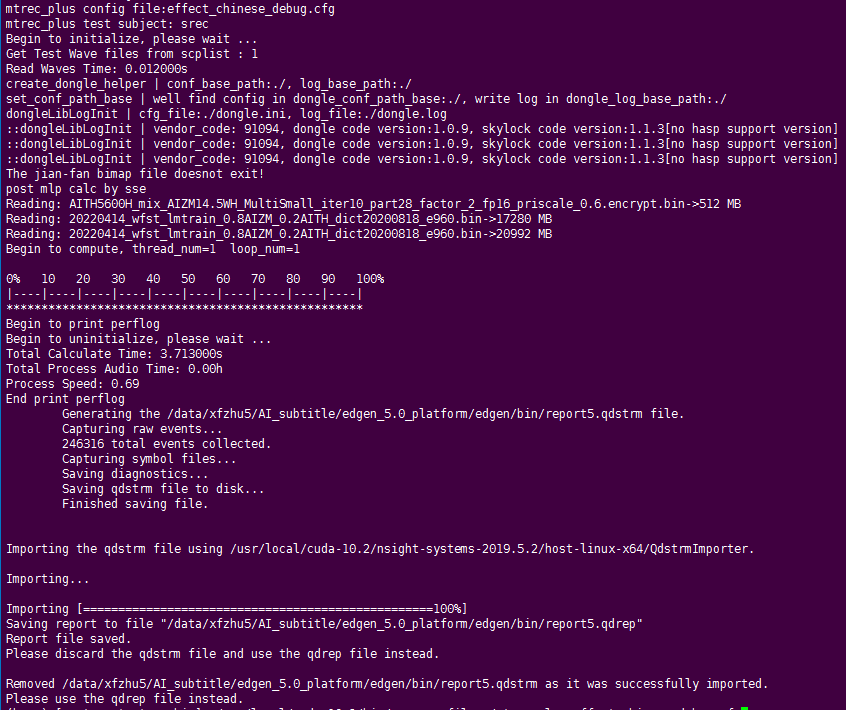 mtrec_plus config file:effect_chinese_debug.cfg
mtrec_plus test subject: srec
Begin to initialize, please wait ...
Get Test Wave files from scplist : 1
Read Waves Time: 0.012000s
create_dongle_helper | conf_base_path:./, log_base_path:./
set_conf_path_base | well find config in dongle_conf_path_base:./, write log in dongle_log_base_path:./
dongleLibLogInit | cfg_file:./dongle.ini, log_file:./dongle.log
::dongleLibLogInit | vendor_code: 91094, dongle code version:1.0.9, skylock code version:1.1.3[no hasp support version]
::dongleLibLogInit | vendor_code: 91094, dongle code version:1.0.9, skylock code version:1.1.3[no hasp support version]
::dongleLibLogInit | vendor_code: 91094, dongle code version:1.0.9, skylock code version:1.1.3[no hasp support version]
The jian-fan bimap file doesnot exit!
post mlp calc by sse
Reading: AITH5600H_mix_AIZM14.5WH_MultiSmall_iter10_part28_factor_2_fp16_priscale_0.6.encrypt.bin->512 MB
Reading: 20220414_wfst_lmtrain_0.8AIZM_0.2AITH_dict20200818_e960.bin->17280 MB
Reading: 20220414_wfst_lmtrain_0.8AIZM_0.2AITH_dict20200818_e960.bin->20992 MB
Begin to compute, thread_num=1  loop_num=1
0%   10   20   30   40   50   60   70   80   90   100%
|----|----|----|----|----|----|----|----|----|----|
***************************************************
Begin to print perflog
Begin to uninitialize, please wait ...
Total Calculate Time: 3.713000s
Total Process Audio Time: 0.00h
Process Speed: 0.69
End print perflog
Generating the /data/xfzhu5/AI_subtitle/edgen_5.0_platform/edgen/bin/report5.qdstrm file.
Capturing raw events...
246316 total events collected.
Capturing symbol files...
Saving diagnostics...
Saving qdstrm file to disk...
Finished saving file.
Importing the qdstrm file using /usr/local/cuda-10.2/nsight-systems-2019.5.2/host-linux-x64/QdstrmImporter.
Importing...
Importing [==================================================100%]
Saving report to file "/data/xfzhu5/AI_subtitle/edgen_5.0_platform/edgen/bin/report5.qdrep"
Report file saved.
Please discard the qdstrm file and use the qdrep file instead.
Removed /data/xfzhu5/AI_subtitle/edgen_5.0_platform/edgen/bin/report5.qdstrm as it was successfully imported.
Please use the qdrep file instead.